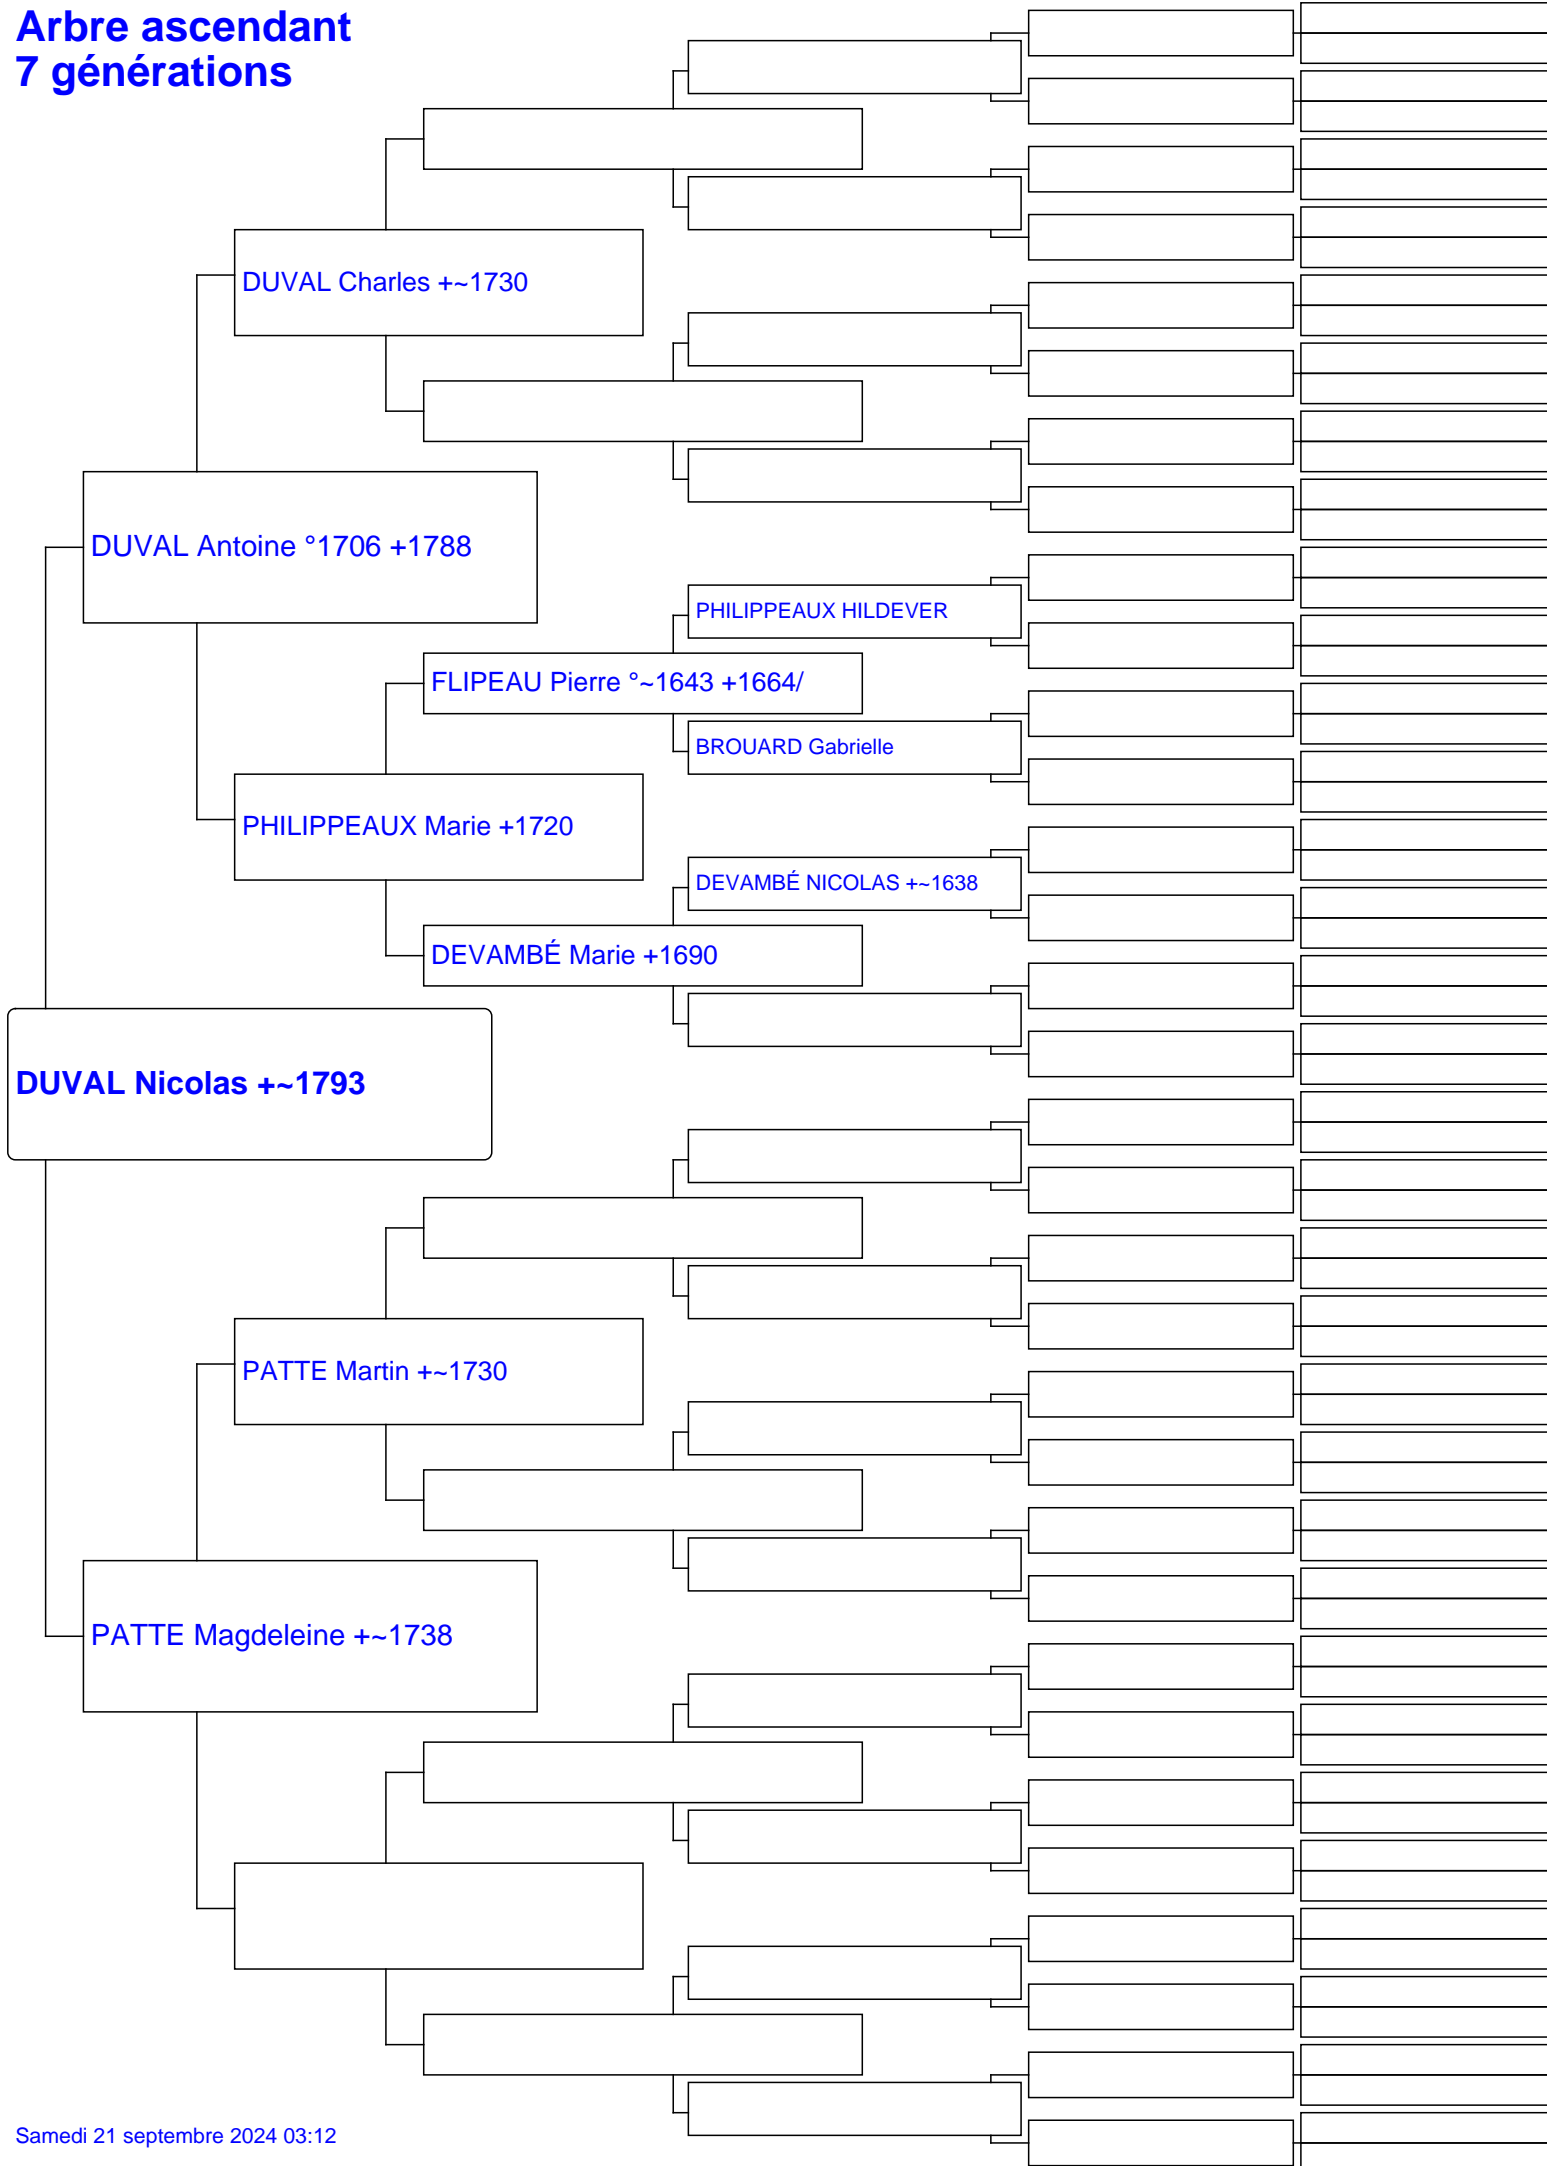 Arbre ascendant
7 générations
DUVAL Charles +~1730
DUVAL Antoine °1706 +1788
PHILIPPEAUX HILDEVER
FLIPEAU Pierre °~1643 +1664/
BROUARD Gabrielle
PHILIPPEAUX Marie +1720
DEVAMBÉ NICOLAS +~1638
DEVAMBÉ Marie +1690
DUVAL Nicolas +~1793
PATTE Martin +~1730
PATTE Magdeleine +~1738
Samedi 21 septembre 2024 03:12